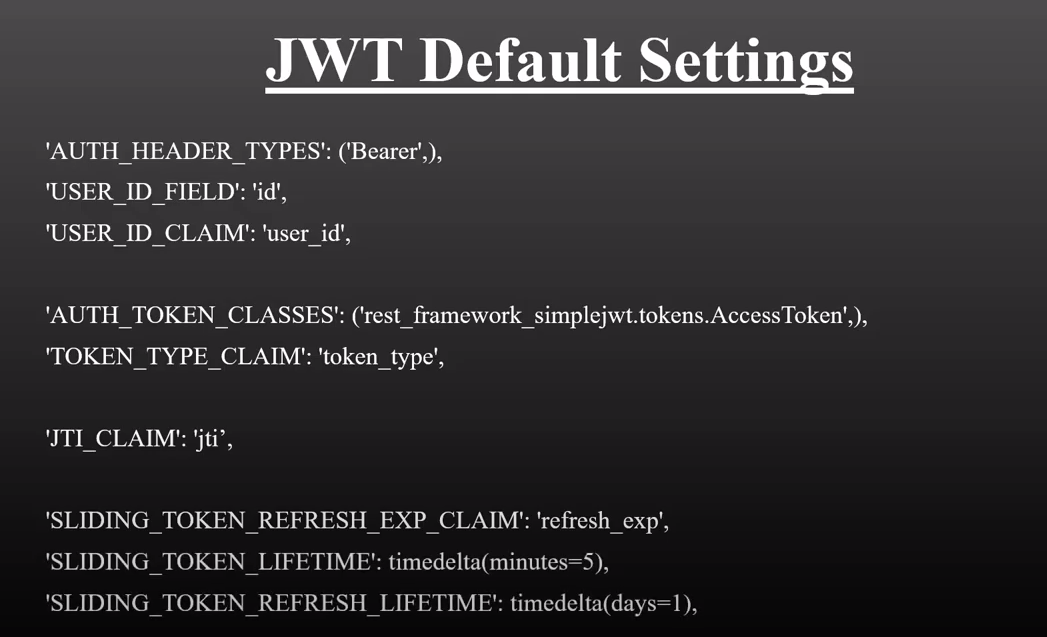 JWT Default Settings
'AUTH_HEADER_TYPES': ('Bearer',),
'USER_ID_FIELD': 'id',
'USER_ID_CLAIM': 'user_id',
'AUTH_TOKEN_CLASSES': ('rest_framework_simplejwt.tokens.AccessToken',),
'TOKEN_TYPE_CLAIM': 'token_type',
'JTI_CLAIM': 'jti’,
'SLIDING_TOKEN_REFRESH_EXP_CLAIM': 'refresh_exp',
'SLIDING_TOKEN_LIFETIME': timedelta(minutes=5),
'SLIDING_TOKEN_REFRESH_LIFETIME': timedelta(days=1),